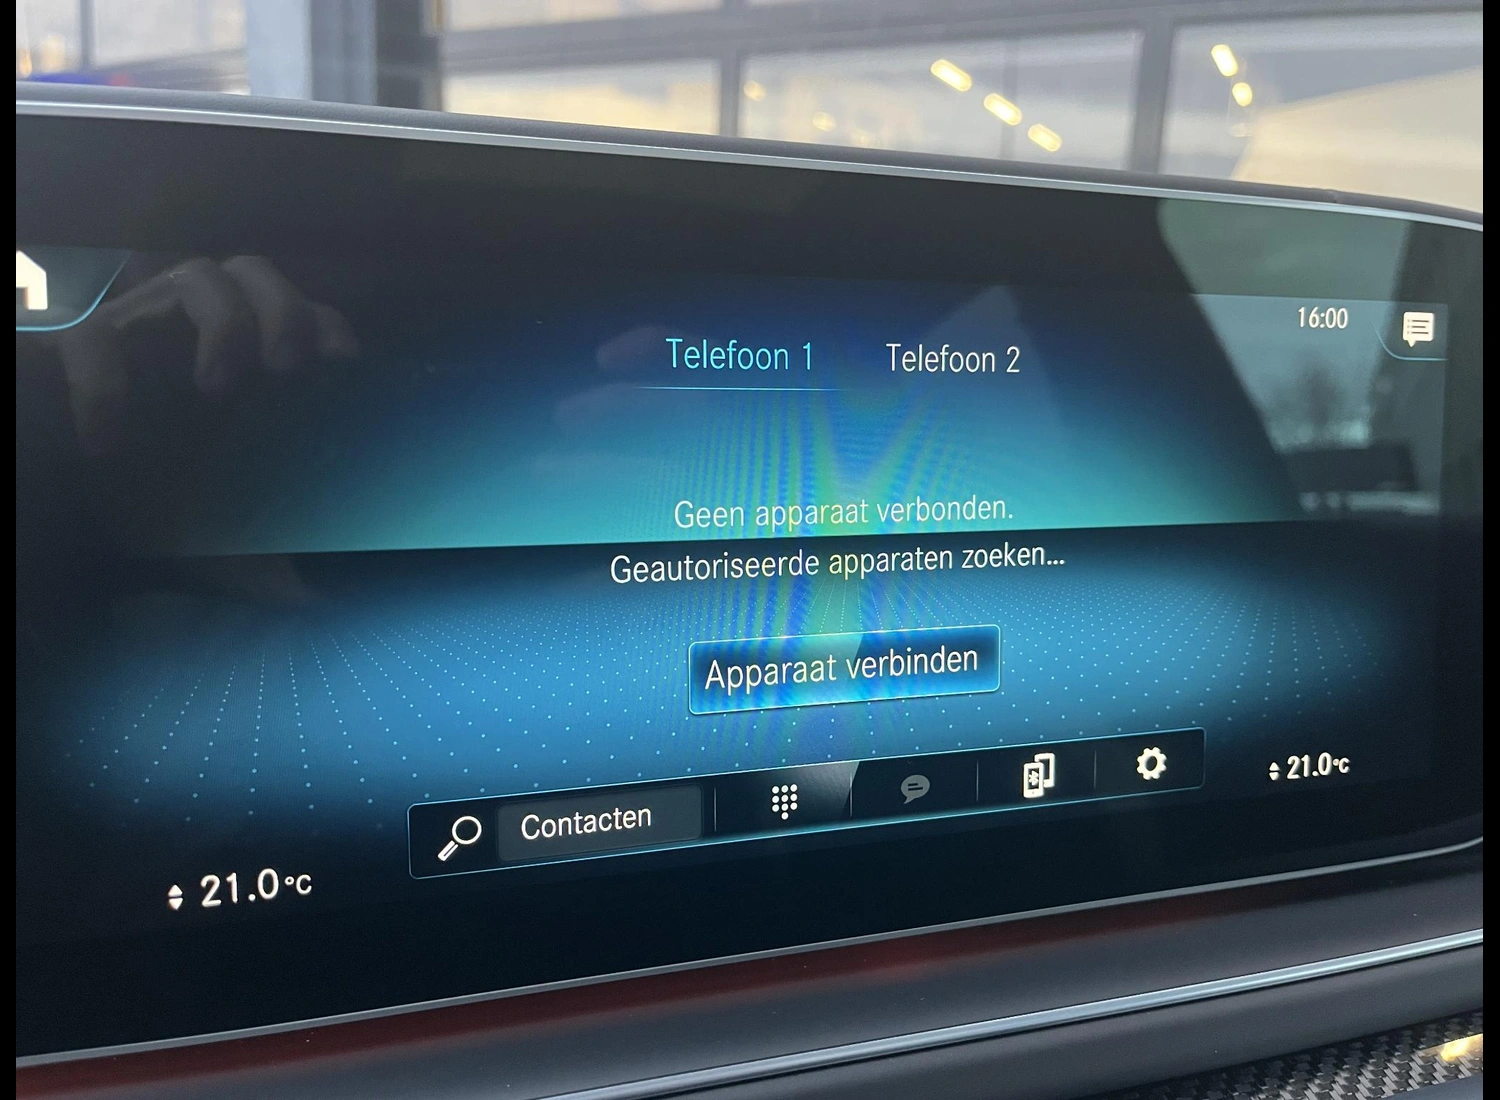 16:00
Telefoon 1 Telefoon 2
Geen apparaat verbonden.
Geautoriseerde apparaten zoeken...
Apparaat verbinden
Contacten
21.0°C
21.0°C